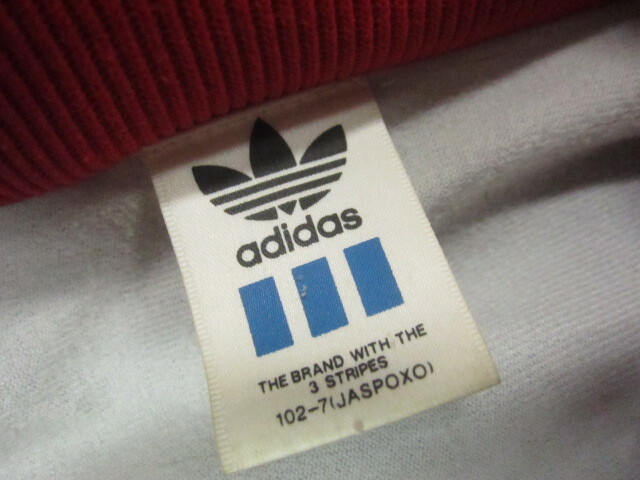 adidas
THE BRAND WITH THE
3 STRIPES
102-7(JASPOXO)